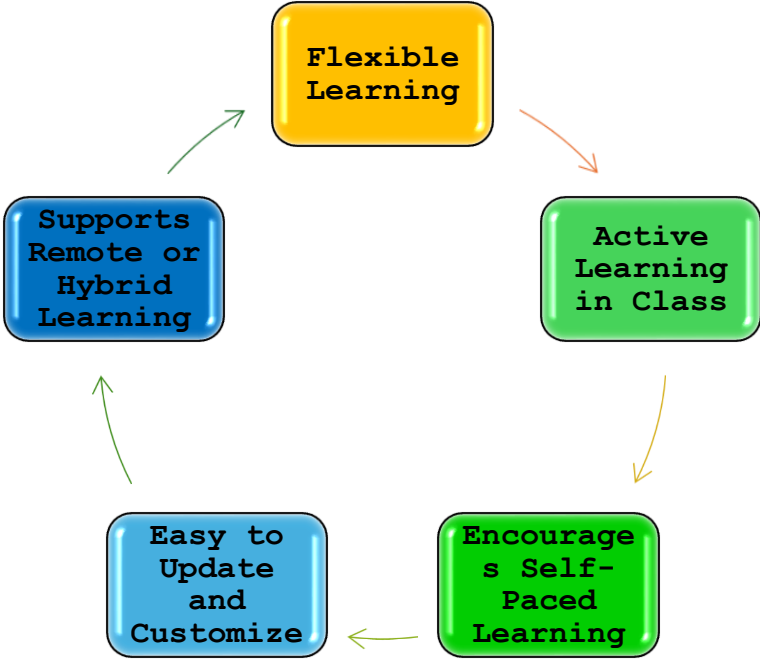 Flexible
Learning
Active
Learning
in Class
Encourage
s Self-
Paced
Learning
Easy to
Update
and
Customize
Supports
Remote or
Hybrid
Learning